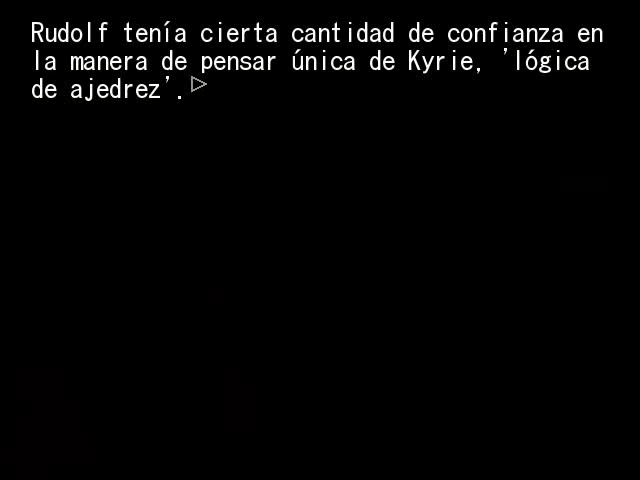 Rudolf tenía cierta cantidad de confianza en
la manera de pensar única de Kyrie, 'lógica
de ajedrez'.